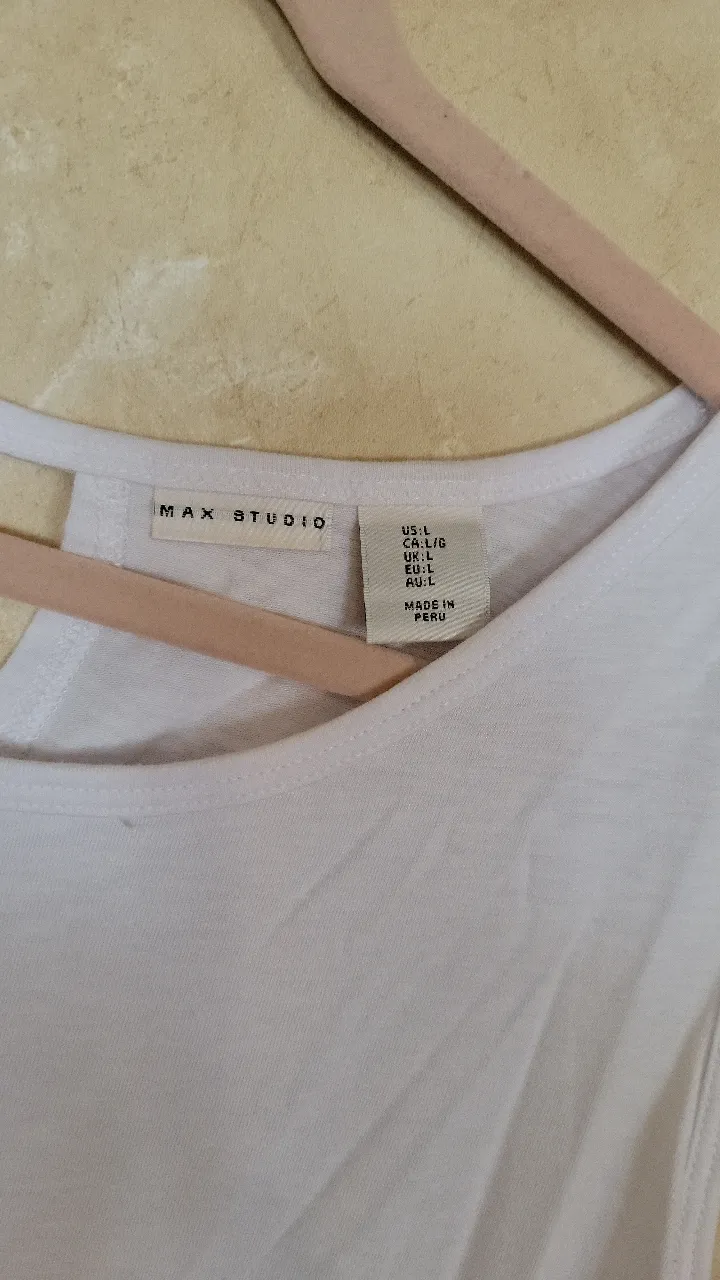 MAX STUDIO
US:L
CA:L/G
UK:L
EU:L
AU:L
MADE IN
PERU